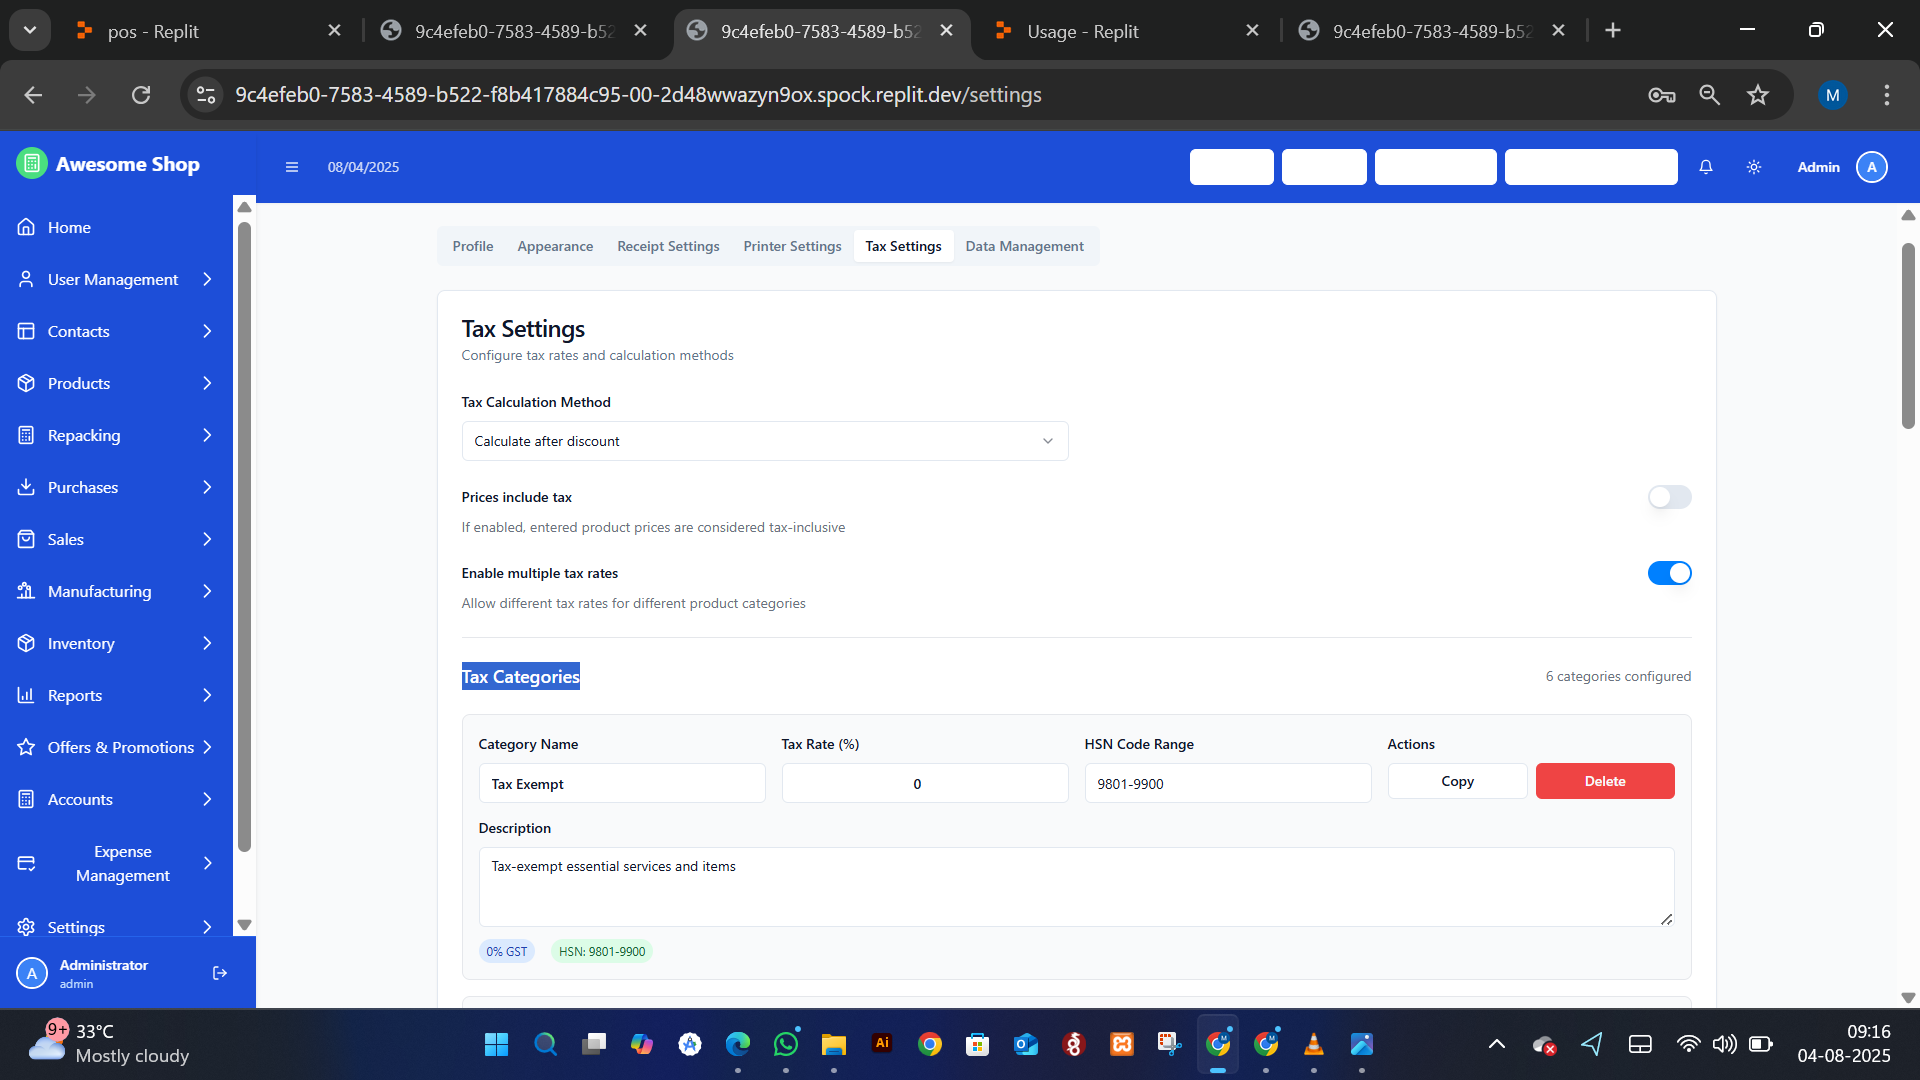 pos - Replit
9c4efeb0-7583-4589-b52
9c4efeb0-7583-4589-b52
Usage - Replit
9c4efeb0-7583-4589-b52
9c4efeb0-7583-4589-b522-f8b417884c95-00-2d48wwazyn9ox.spock.replit.dev/settings
M
Awesome Shop
08/04/2025
Admin
A
Home
User Management
Contacts
Products
Repacking
Purchases
Sales
Manufacturing
Inventory
Reports
Offers & Promotions
Accounts
Expense
Management
Settings
A
Administrator
admin
Profile
Appearance
Receipt Settings
Printer Settings
Tax Settings
Data Management
Tax Settings
Configure tax rates and calculation methods
Tax Calculation Method
Calculate after discount
Prices include tax
If enabled, entered product prices are considered tax-inclusive
Enable multiple tax rates
Allow different tax rates for different product categories
Tax Categories
6 categories configured
Category Name
Tax Rate (%)
HSN Code Range
Actions
Tax Exempt
0
9801-9900
Copy
Delete
Description
Tax-exempt essential services and items
0% GST
HSN: 9801-9900
9+
33°C
Mostly cloudy
Ai
09:16
04-08-2025